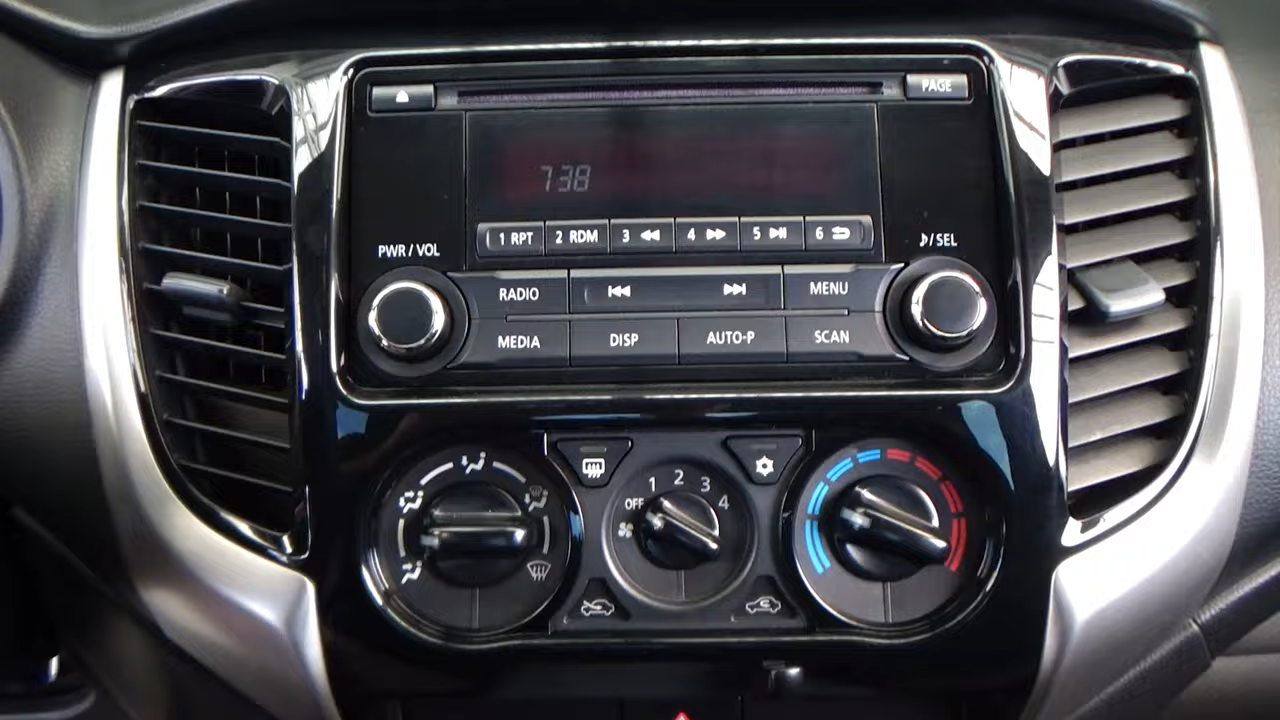 PAGE
738
1 RPT 2 RDM 3 4 5 6
PWR / VOL
/SEL
RADIO
MENU
MEDIA DISP AUTO-P SCAN
OFF 1 2 3 4